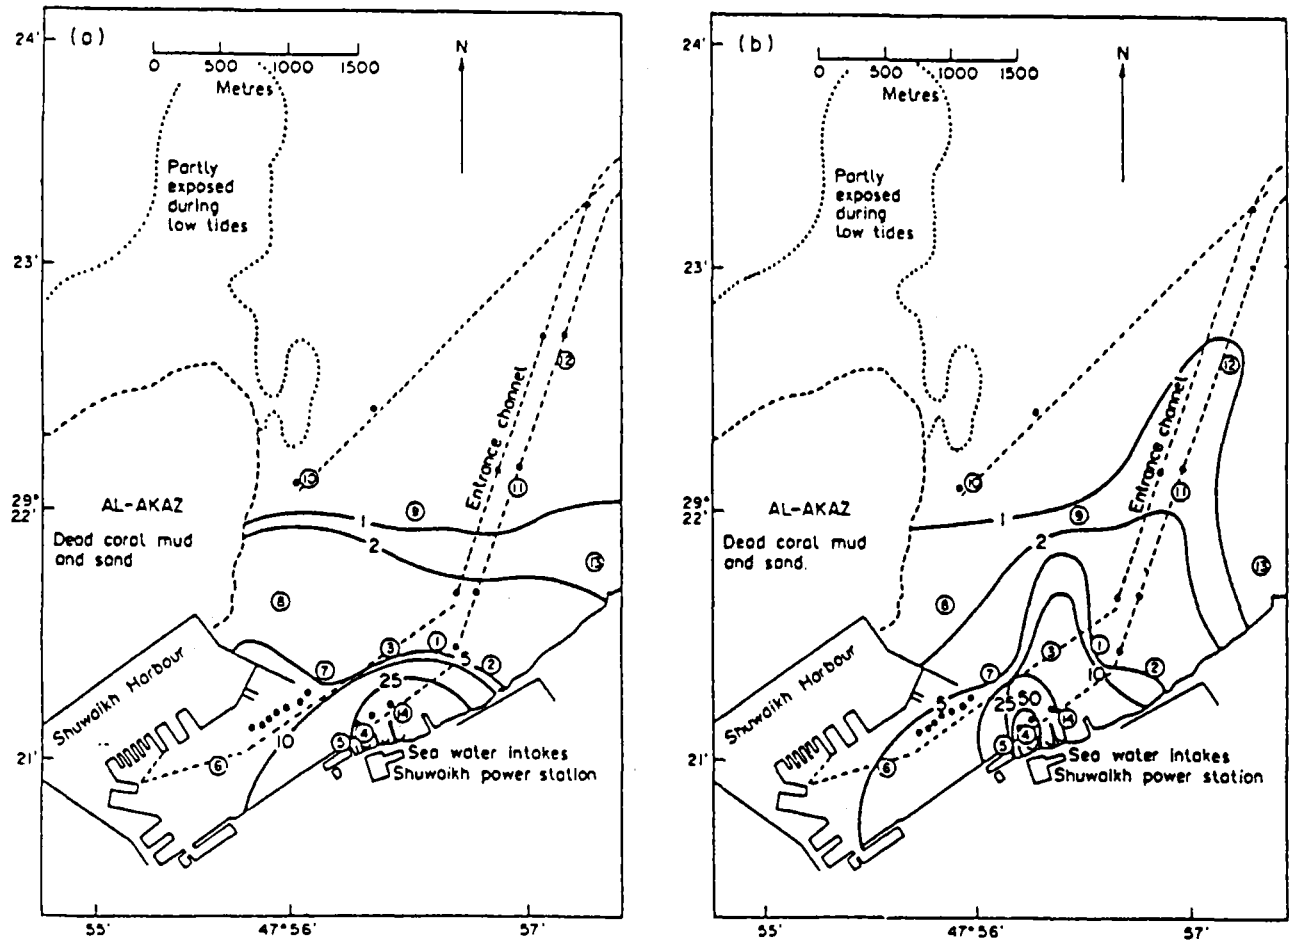 (a)
24'
0 500 1000 1500
Metres
N
Partly
exposed
during
low tides
23'
12
Entrance channel
10
11
9
29°
22'
AL-AKAZ
1
2
Dead coral mud
and sand
13
8
3
1
7
5
2
Shuwaikh Harbour
25
14
10
4
5
6
21'
Sea water intakes
Shuwaikh power station
55'
47°56'
57'
(b)
24'
0 500 1000 1500
Metres
N
Partly
exposed
during
low tides
23'
12
Entrance channel
10
11
9
29°
22'
AL-AKAZ
1
2
Dead coral mud
and sand.
13
8
3
1
7
2
10
5
Shuwaikh Harbour
25 50
14
4
5
6
21'
Sea water intakes
Shuwaikh power station
55'
47°56'
57'